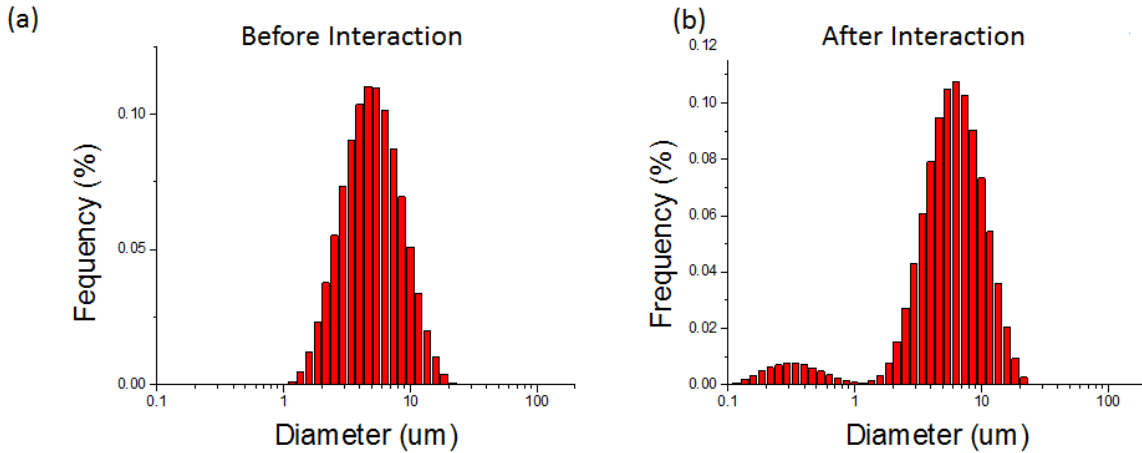 (a)
Before Interaction
0.10
0.05
0.00
Fequency (%)
0.1 1 10 100
Diameter (um)
(b)
After Interaction
0.12
0.10
0.08
0.06
0.04
0.02
0.00
Frequency (%)
0.1 1 10 100
Diameter (um)